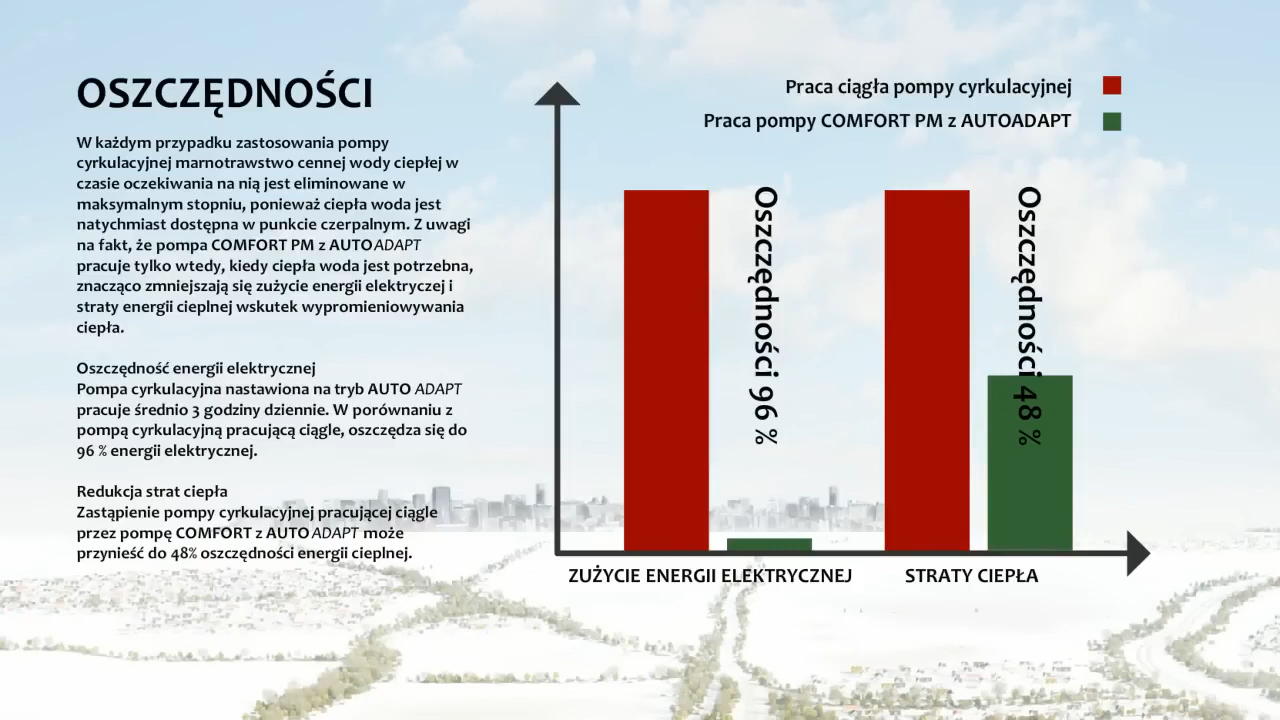 OSZCZĘDNOŚCI
W każdym przypadku zastosowania pompy
cyrkulacyjnej marnotrawstwo cennej wody ciepłej w
czasie oczekiwania na nią jest eliminowane w
maksymalnym stopniu, ponieważ ciepła woda jest
natychmiast dostępna w punkcie czerpalnym. Z uwagi
na fakt, że pompa COMFORT PM z AUTOADAPT
pracuje tylko wtedy, kiedy ciepła woda jest potrzebna,
znacząco zmniejszają się zużycie energii elektryczej i
straty energii cieplnej wskutek wypromieniowywania
ciepła.
Oszczędność energii elektrycznej
Pompa cyrkulacyjna nastawiona na tryb AUTO ADAPT
pracuje średnio 3 godziny dziennie. W porównaniu z
pompą cyrkulacyjną pracującą ciągle, oszczędza się do
96 % energii elektrycznej.
Redukcja strat ciepła
Zastąpienie pompy cyrkulacyjnej pracującej ciągle
przez pompę COMFORT z AUTOADAPT może
przynieść do 48% oszczędności energii cieplnej.
Praca ciągła pompy cyrkulacyjnej
Praca pompy COMFORT PM z AUTOADAPT
Oszczędności 96 %
Oszczędności 48 %
ZUŻYCIE ENERGII ELEKTRYCZNEJ
STRATY CIEPŁA